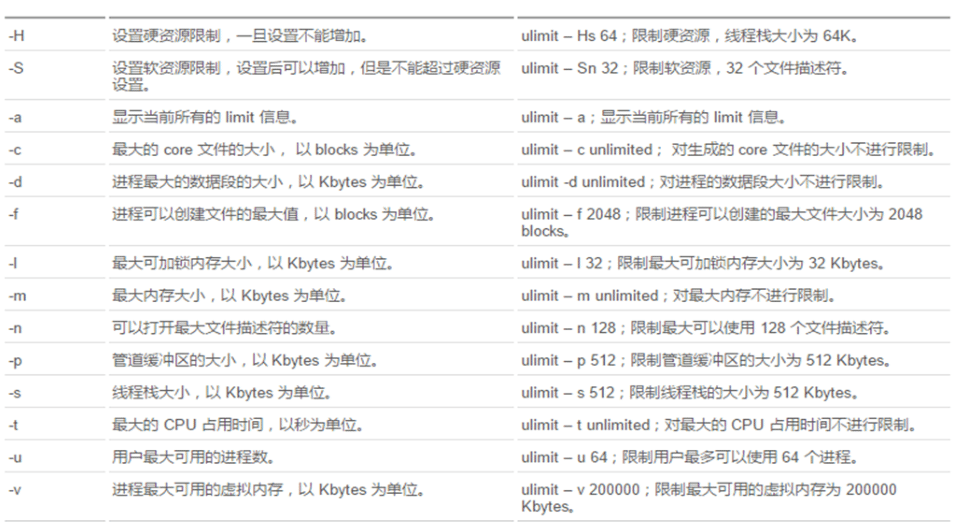 -H 设置硬资源限制，一旦设置不能增加。 ulimit – Hs 64；限制硬资源，线程栈大小为 64K。
-S 设置软资源限制，设置后可以增加，但是不能超过硬资源设置。 ulimit – Sn 32；限制软资源，32 个文件描述符。
-a 显示当前所有的 limit 信息。 ulimit – a；显示当前所有的 limit 信息。
-c 最大的 core 文件的大小， 以 blocks 为单位。 ulimit – c unlimited； 对生成的 core 文件的大小不进行限制。
-d 进程最大的数据段的大小，以 Kbytes 为单位。 ulimit -d unlimited；对进程的数据段大小不进行限制。
-f 进程可以创建文件的最大值，以 blocks 为单位。 ulimit – f 2048；限制进程可以创建的最大文件大小为 2048 blocks。
-l 最大可加锁内存大小，以 Kbytes 为单位。 ulimit – l 32；限制最大可加锁内存大小为 32 Kbytes。
-m 最大内存大小，以 Kbytes 为单位。 ulimit – m unlimited；对最大内存不进行限制。
-n 可以打开最大文件描述符的数量。 ulimit – n 128；限制最大可以使用 128 个文件描述符。
-p 管道缓冲区的大小，以 Kbytes 为单位。 ulimit – p 512；限制管道缓冲区的大小为 512 Kbytes。
-s 线程栈大小，以 Kbytes 为单位。 ulimit – s 512；限制线程栈的大小为 512 Kbytes。
-t 最大的 CPU 占用时间，以秒为单位。 ulimit – t unlimited；对最大的 CPU 占用时间不进行限制。
-u 用户最大可用的进程数。 ulimit – u 64；限制用户最多可以使用 64 个进程。
-v 进程最大可用的虚拟内存，以 Kbytes 为单位。 ulimit – v 200000；限制最大可用的虚拟内存为 200000 Kbytes。